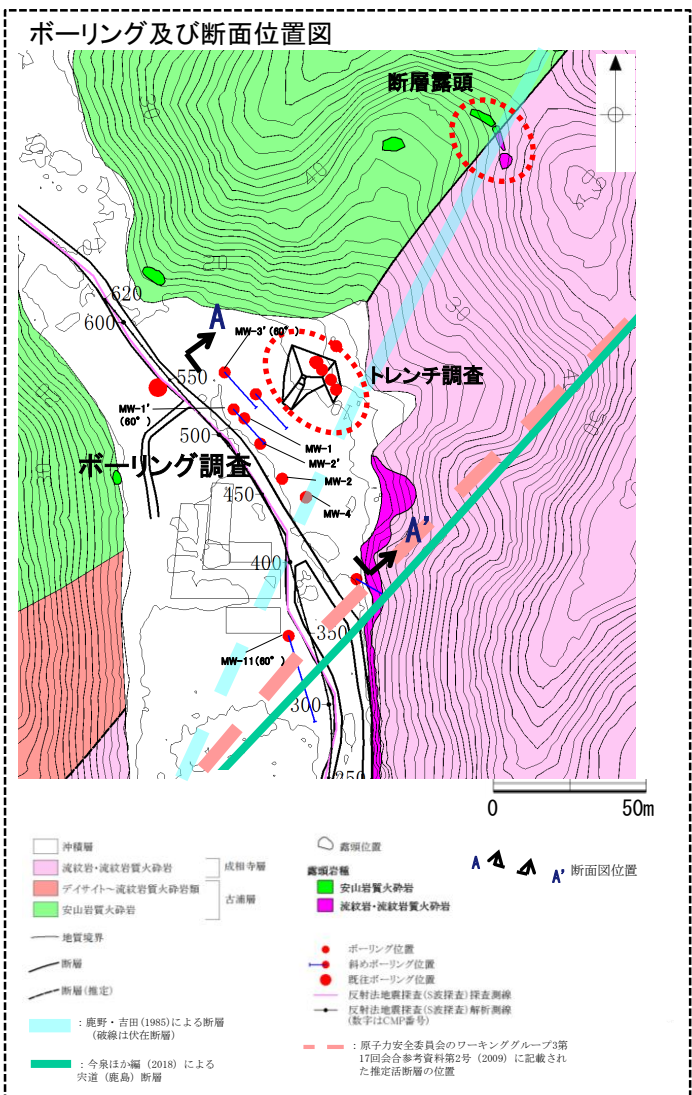 ボーリング及び断面位置図
断層露頭
620
600
A
MW-3'(60°)
550
トレンチ調査
MW-1'
(60°)
MW-1
500
ボーリング調査
MW-2'
MW-2
450
MW-4
A'
400
350
MW-11(60°)
300
250
0
50m
沖積層
流紋岩・流紋岩質火砕岩
成相寺層
デイサイト～流紋岩質火砕岩類
古浦層
安山岩質火砕岩
地質境界
断層
断層(推定)
：鹿野・吉田(1985)による断層
（破線は伏在断層）
：今泉ほか編（2018）による
宍道（鹿島）断層
露頭位置
露頭岩種
安山岩質火砕岩
流紋岩・流紋岩質火砕岩
A
A'
断面図位置
ボーリング位置
斜めボーリング位置
既往ボーリング位置
反射法地震探査(S波探査)探査測線
反射法地震探査(S波探査)解析測線
(数字はCMP番号)
：原子力安全委員会のワーキンググループ3第
17回会合参考資料第2号（2009）に記載され
た推定活断層の位置